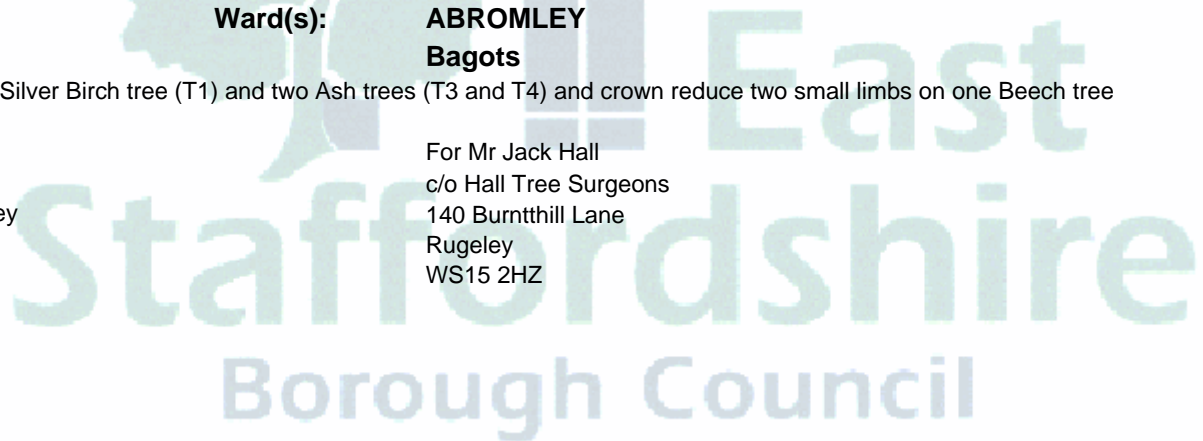 Ward(s): ABROMLEY
Bagots
Silver Birch tree (T1) and two Ash trees (T3 and T4) and crown reduce two small limbs on one Beech tree
For Mr Jack Hall
c/o Hall Tree Surgeons
ey 140 Burntthill Lane
Rugeley
WS15 2HZ
East
Staffordshire
Borough Council